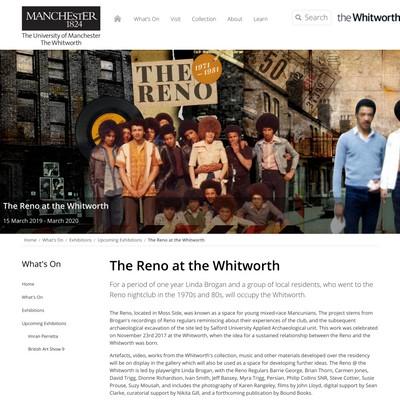 MANCHESTER
1824
The University of Manchester
The Whitworth
What's On
Visit
Collection
About
Learn
Search
the Whitworth
THE
RENO
1971
-1981
50
The Reno at the Whitworth
15 March 2019 - March 2020
Home / What's On / Exhibitions / Upcoming Exhibitions / The Reno at the Whitworth
What's On
Home
What's On
Exhibitions
Upcoming Exhibitions
Imran Perretta
British Art Show 9
The Reno at the Whitworth
For a period of one year Linda Brogan and a group of local residents, who went to the
Reno nightclub in the 1970s and 80s, will occupy the Whitworth.
The Reno, located in Moss Side, was known as a space for young mixed-race Mancunians. The project stems from
Brogan's recordings of Reno regulars reminiscing about their experiences of the club, and the subsequent
archaeological excavation of the site led by Salford University Applied Archaeological unit. This work was celebrated
on November 23rd 2017 at the Whitworth, when the idea for a sustained relationship between the Reno and the
Whitworth was born.
Artefacts, video, works from the Whitworth's collection, music and other materials developed over the residency
will be on display in the gallery which will also be used as a space for developing further ideas. The Reno @ the
Whitworth is led by playwright Linda Brogan, with the Reno Regulars Barrie George, Brian Thorn, Carmen Jones,
David Trigg, Dionne Richardson, Ivan Smith, Jeff Bassey, Myra Trigg, Persian, Philip Collins SNR, Steve Cottier, Susie
Prouse, Suzy Mousah, and includes the photography of Karen Rangeley, films by John Lloyd, digital support by Sean
Clarke, curatorial support by Nikita Gill, and a forthcoming publication by Bound Books.